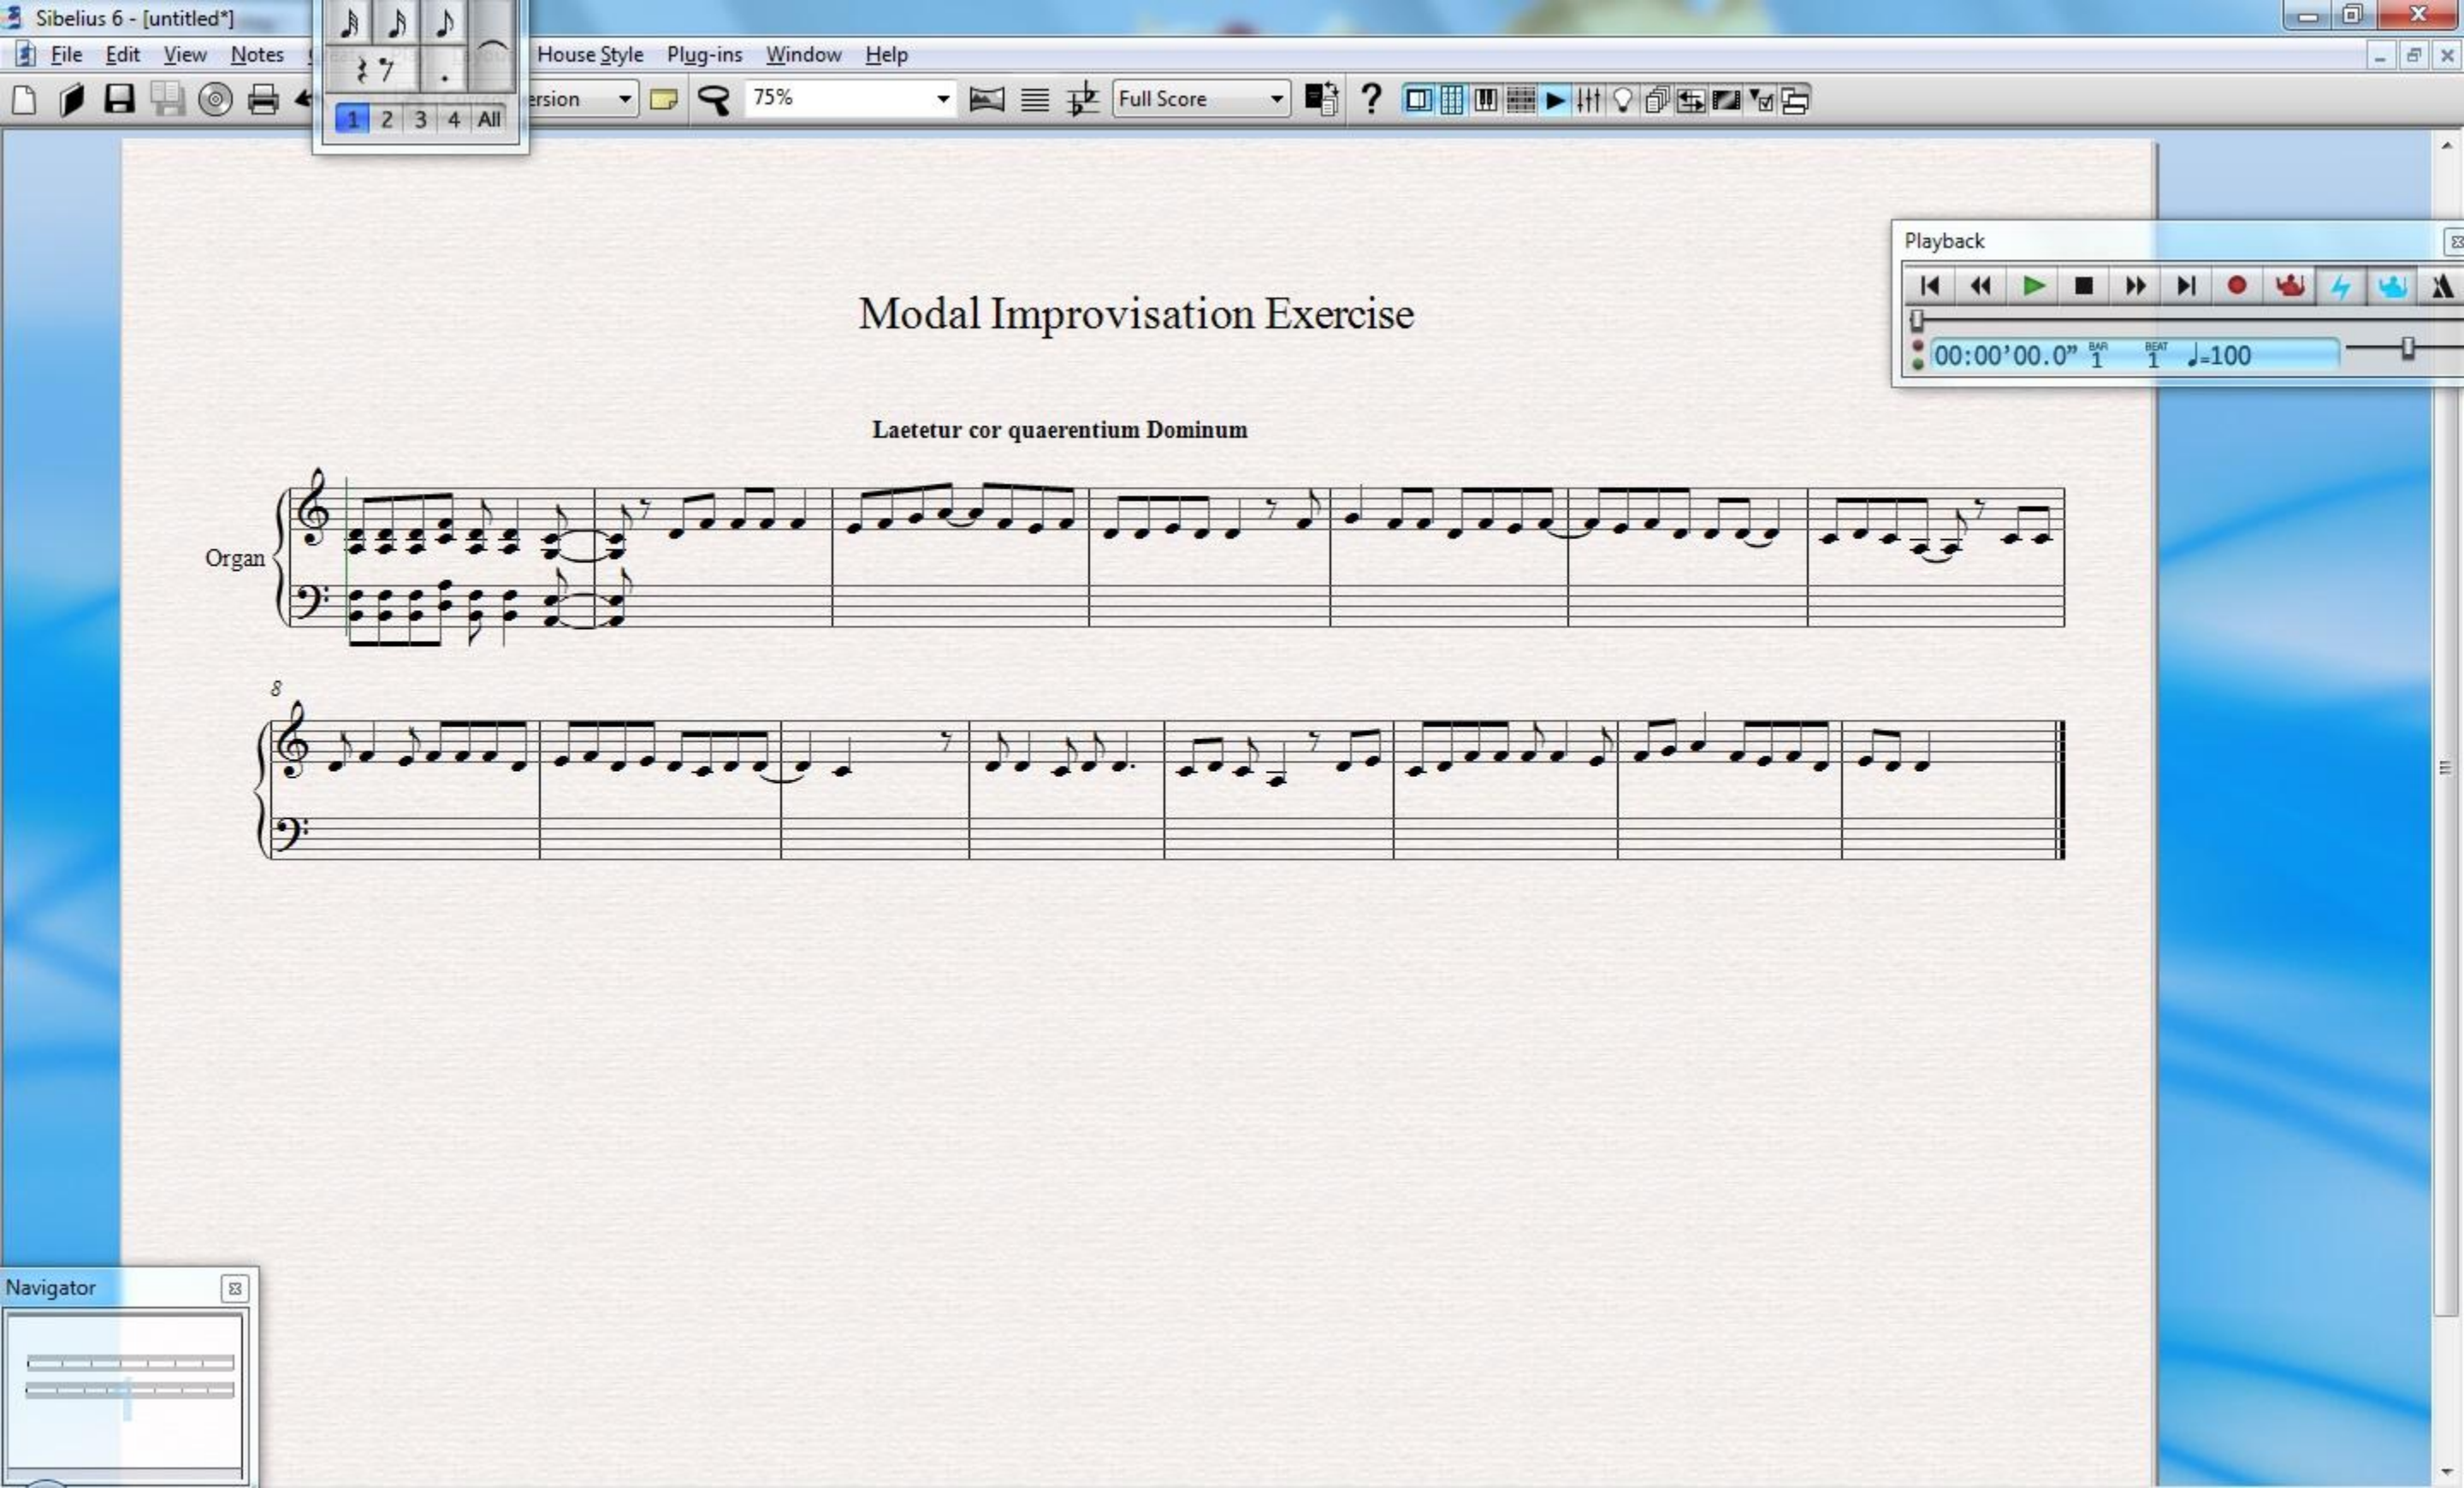 Sibelius 6 - [untitled*]
File Edit View Notes House Style Plug-ins Window Help
ersion 75% Full Score ?
1 2 3 4 All
Playback
00:00'00.0" BAR 1 BEAT 1 ♩=100
Modal Improvisation Exercise
Laetetur cor quaerentium Dominum
Organ
8
Navigator